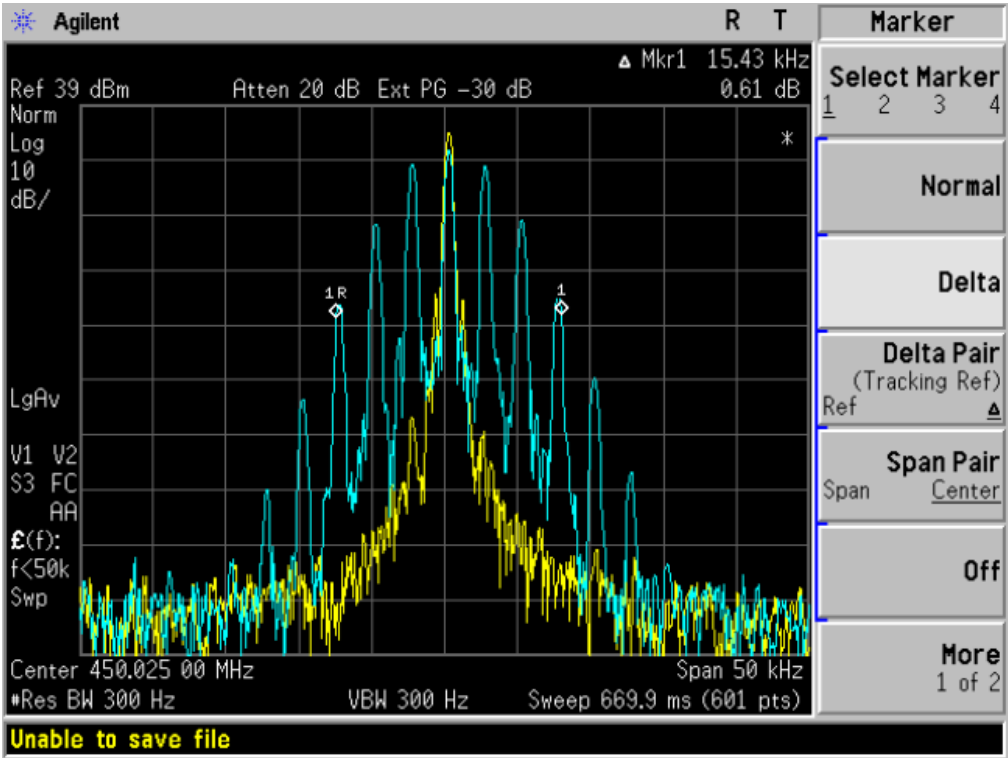 Agilent R T
Δ Mkr1 15.43 kHz
Ref 39 dBm Atten 20 dB Ext PG -30 dB 0.61 dB
Norm
Log
10
dB/
*
1R
1
LgAv
V1 V2
S3 FC
AA
£(f):
f<50k
Swp
Center 450.025 00 MHz Span 50 kHz
#Res BW 300 Hz VBW 300 Hz Sweep 669.9 ms (601 pts)
Unable to save file
Marker
Select Marker
1 2 3 4
Normal
Delta
Delta Pair
(Tracking Ref)
Ref Δ
Span Pair
Span Center
Off
More
1 of 2